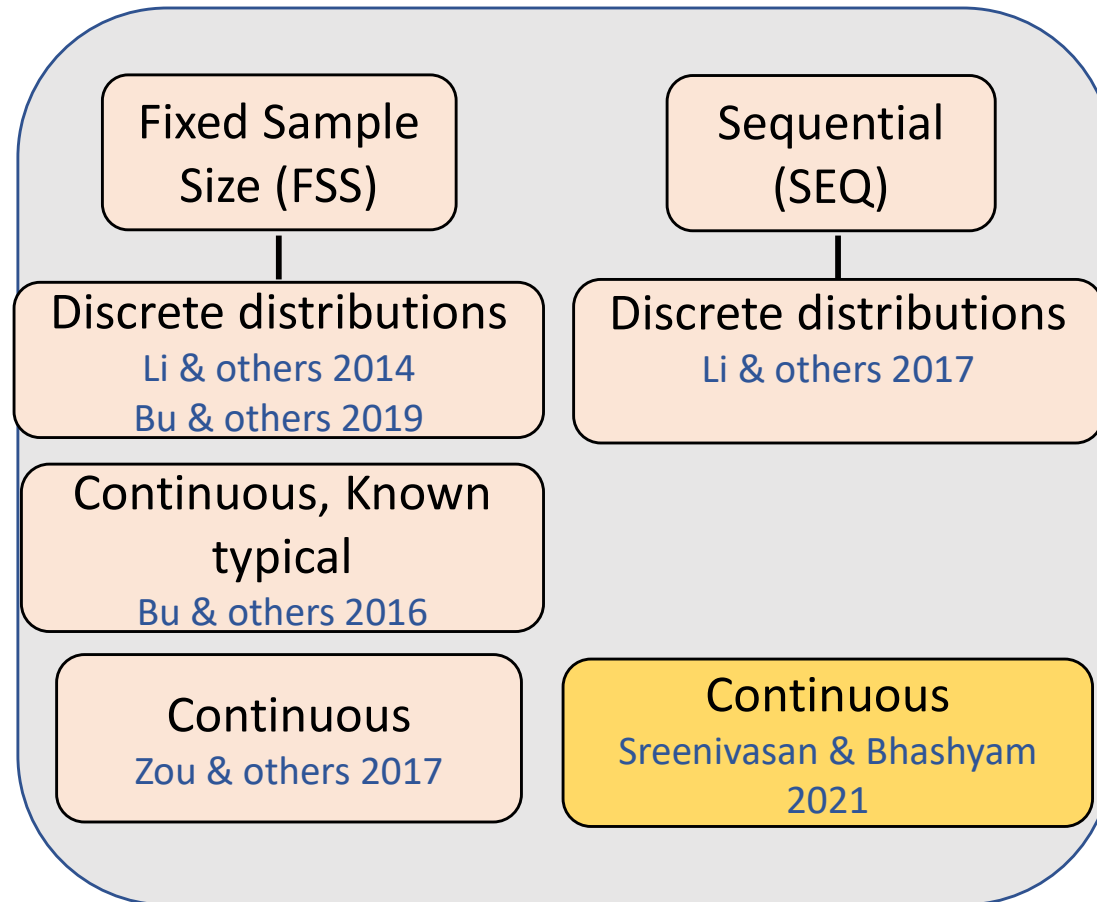 Fixed Sample
Size (FSS)
Discrete distributions
Li & others 2014
Bu & others 2019
Continuous, Known
typical
Bu & others 2016
Continuous
Zou & others 2017
Sequential
(SEQ)
Discrete distributions
Li & others 2017
Continuous
Sreenivasan & Bhashyam
2021